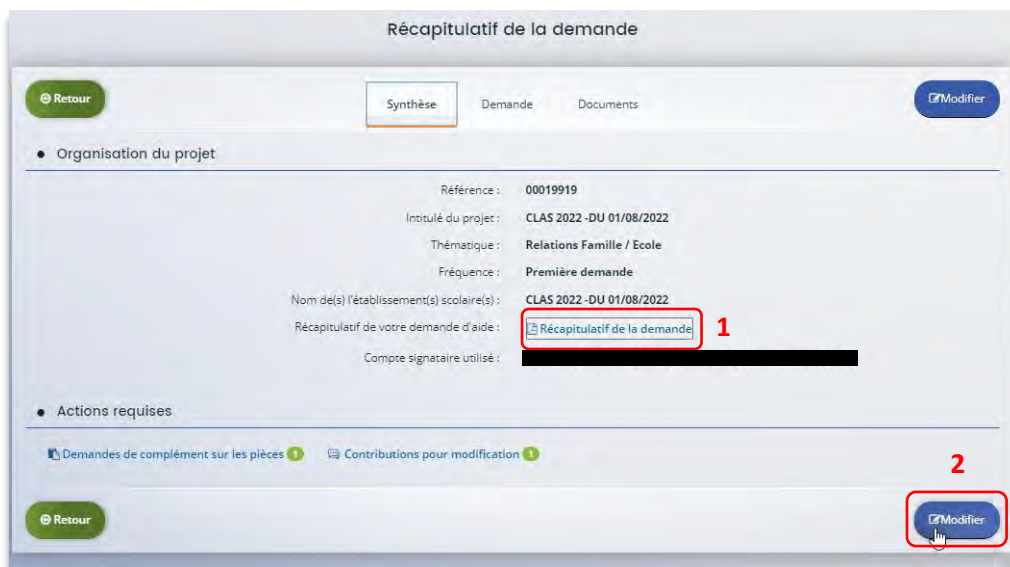 Récapitulatif de la demande
Retour
Synthèse Demande Documents
Modifier
Organisation du projet
Référence : 00019919
Intitulé du projet : CLAS 2022 -DU 01/08/2022
Thématique : Relations Famille / Ecole
Fréquence : Première demande
Nom de(s) l'établissement(s) scolaire(s) : CLAS 2022 -DU 01/08/2022
Récapitulatif de votre demande d'aide : Récapitulatif de la demande 1
Compte signataire utilisé :
Actions requises
Demandes de complément sur les pièces 1 Contributions pour modification 1
2
Retour Modifier